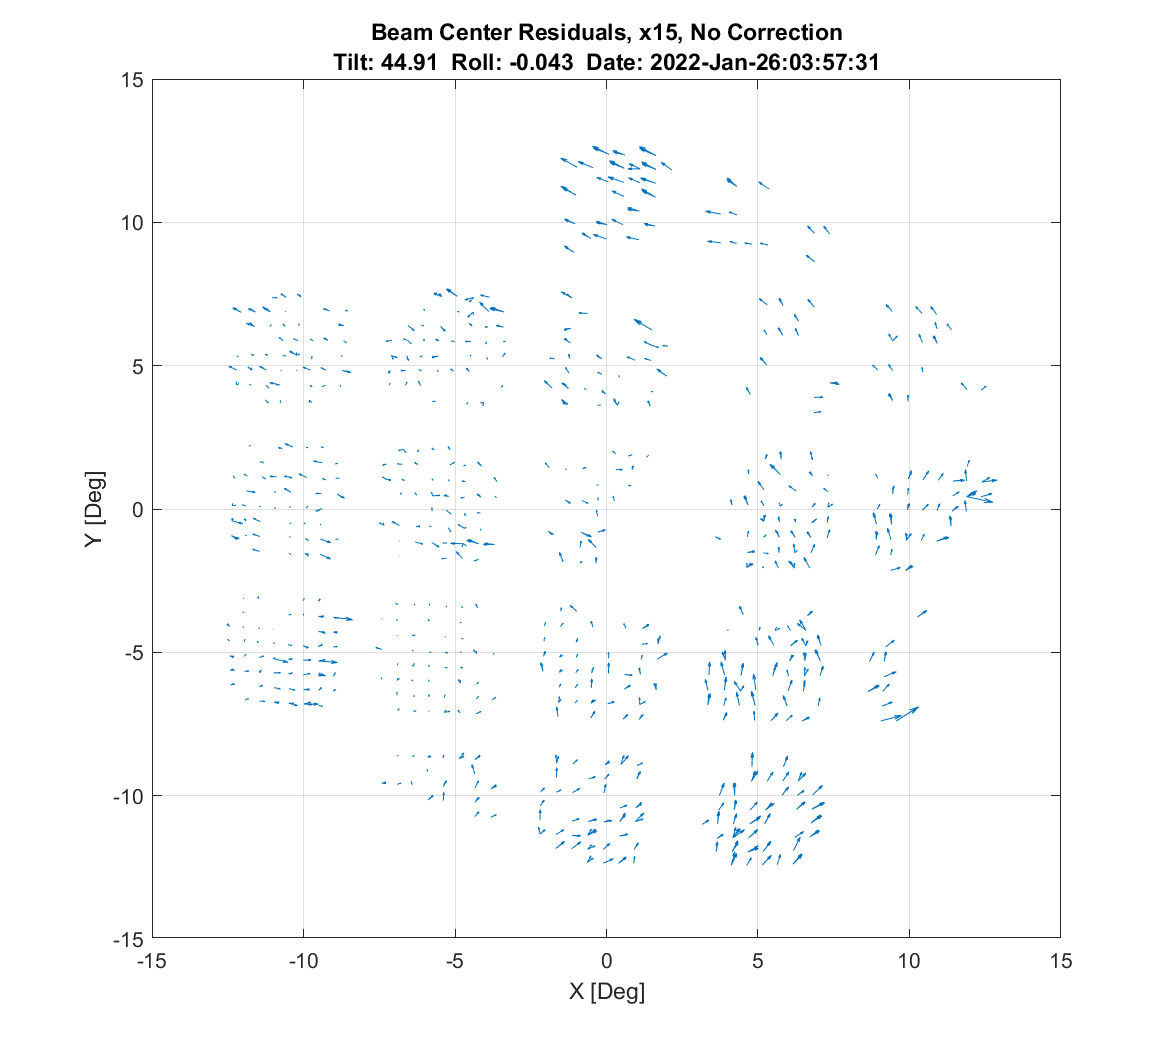 Beam Center Residuals, x15, No Correction
Tilt: 44.91 Roll: -0.043 Date: 2022-Jan-26:03:57:31
15
10
5
0
-5
-10
-15
Y [Deg]
-15 -10 -5 0 5 10 15
X [Deg]